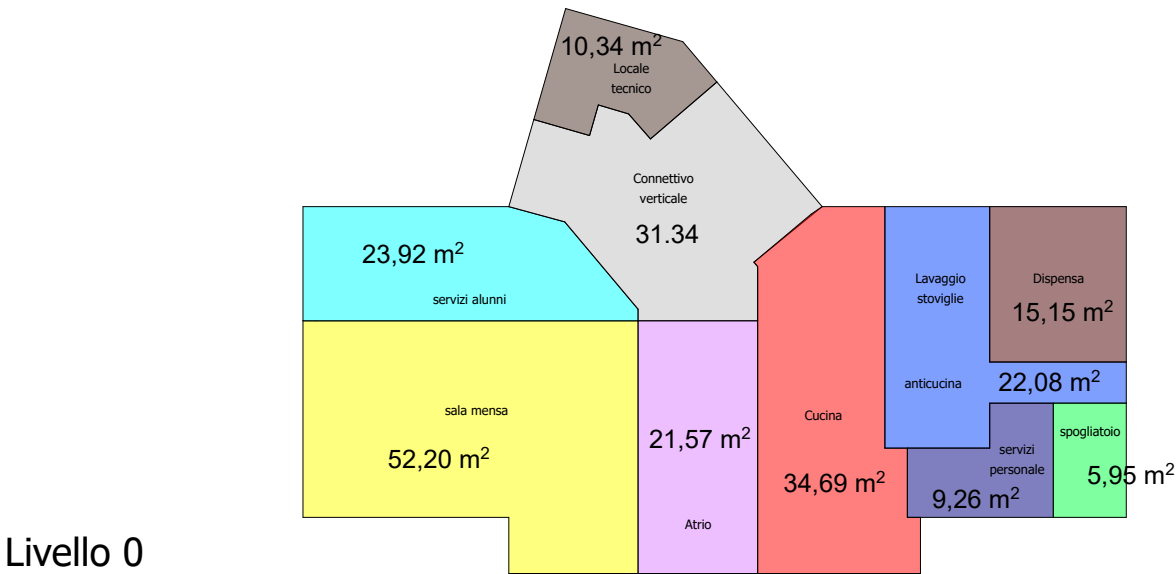 10,34 m²
Locale
tecnico
Connettivo
verticale
31.34
23,92 m²
servizi alunni
Lavaggio
stoviglie
Dispensa
15,15 m²
anticucina
22,08 m²
sala mensa
52,20 m²
21,57 m²
Atrio
Cucina
34,69 m²
servizi
personale
9,26 m²
spogliatoio
5,95 m²
Livello 0